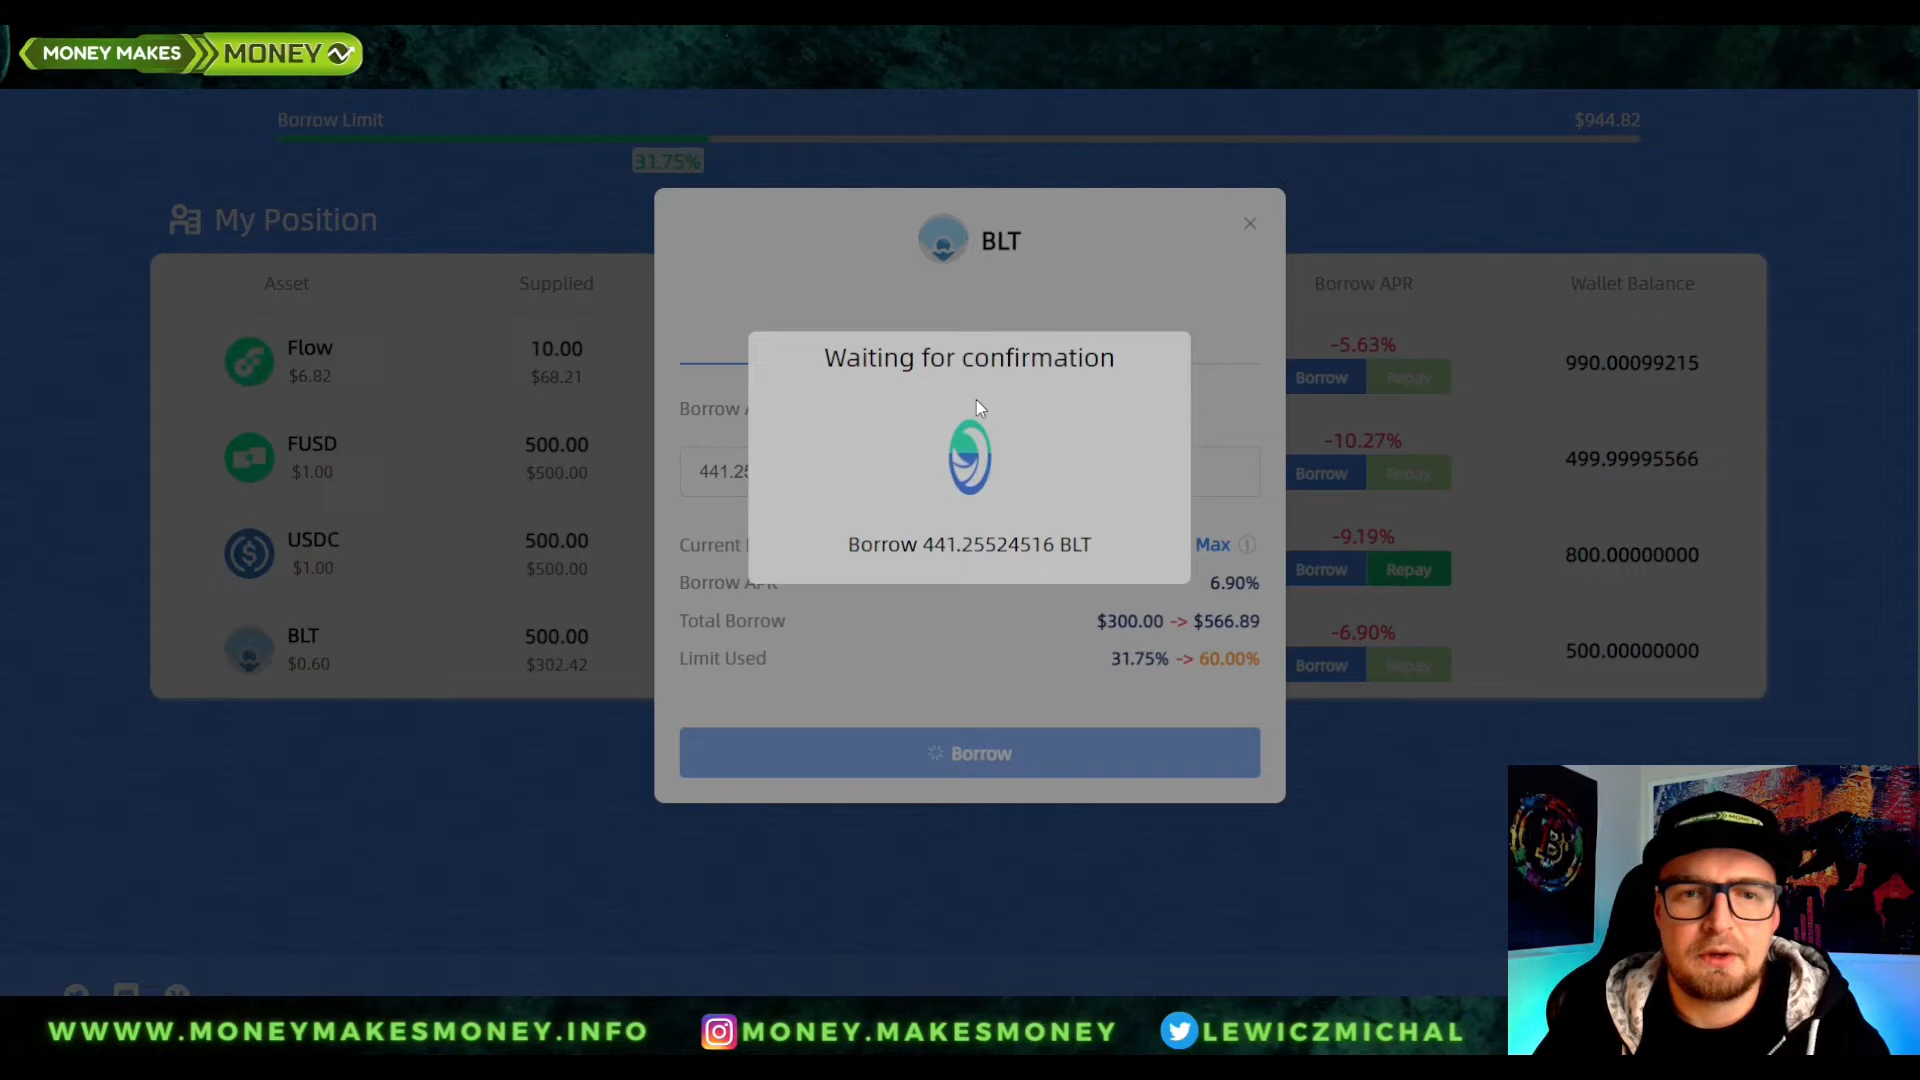 MONEY MAKES MONEY
Borrow Limit $944.82
31.75%
My Position
BLT
Asset Supplied Borrow APR Wallet Balance
Flow 10.00 -5.63% 990.00099215
$6.82 $68.21 Borrow Repay
Waiting for confirmation
Borrow
FUSD 500.00 -10.27% 499.99995566
$1.00 $500.00 Borrow Repay
441.25
USDC 500.00 -9.19% 800.00000000
$1.00 $500.00 Borrow Repay
Borrow 441.25524516 BLT
Current Max
Borrow APR 6.90%
Total Borrow $300.00 -> $566.89
BLT 500.00 -6.90% 500.00000000
$0.60 $302.42 Borrow Repay
Limit Used 31.75% -> 60.00%
Borrow
MONEY
WWWW.MONEYMAKESMONEY.INFO MONEY.MAKESMONEY LEWICZMICHAL